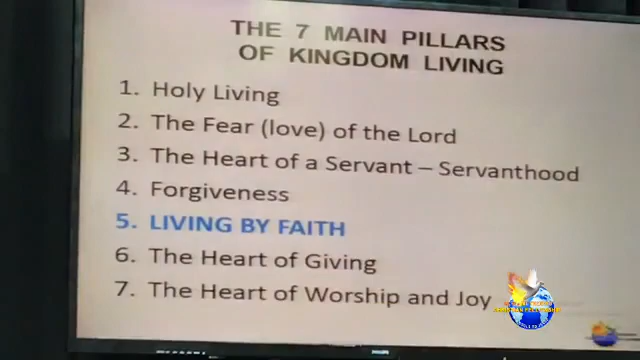 THE 7 MAIN PILLARS
OF KINGDOM LIVING
1. Holy Living
2. The Fear (love) of the Lord
3. The Heart of a Servant – Servanthood
4. Forgiveness
5. LIVING BY FAITH
6. The Heart of Giving
7. The Heart of Worship and Joy